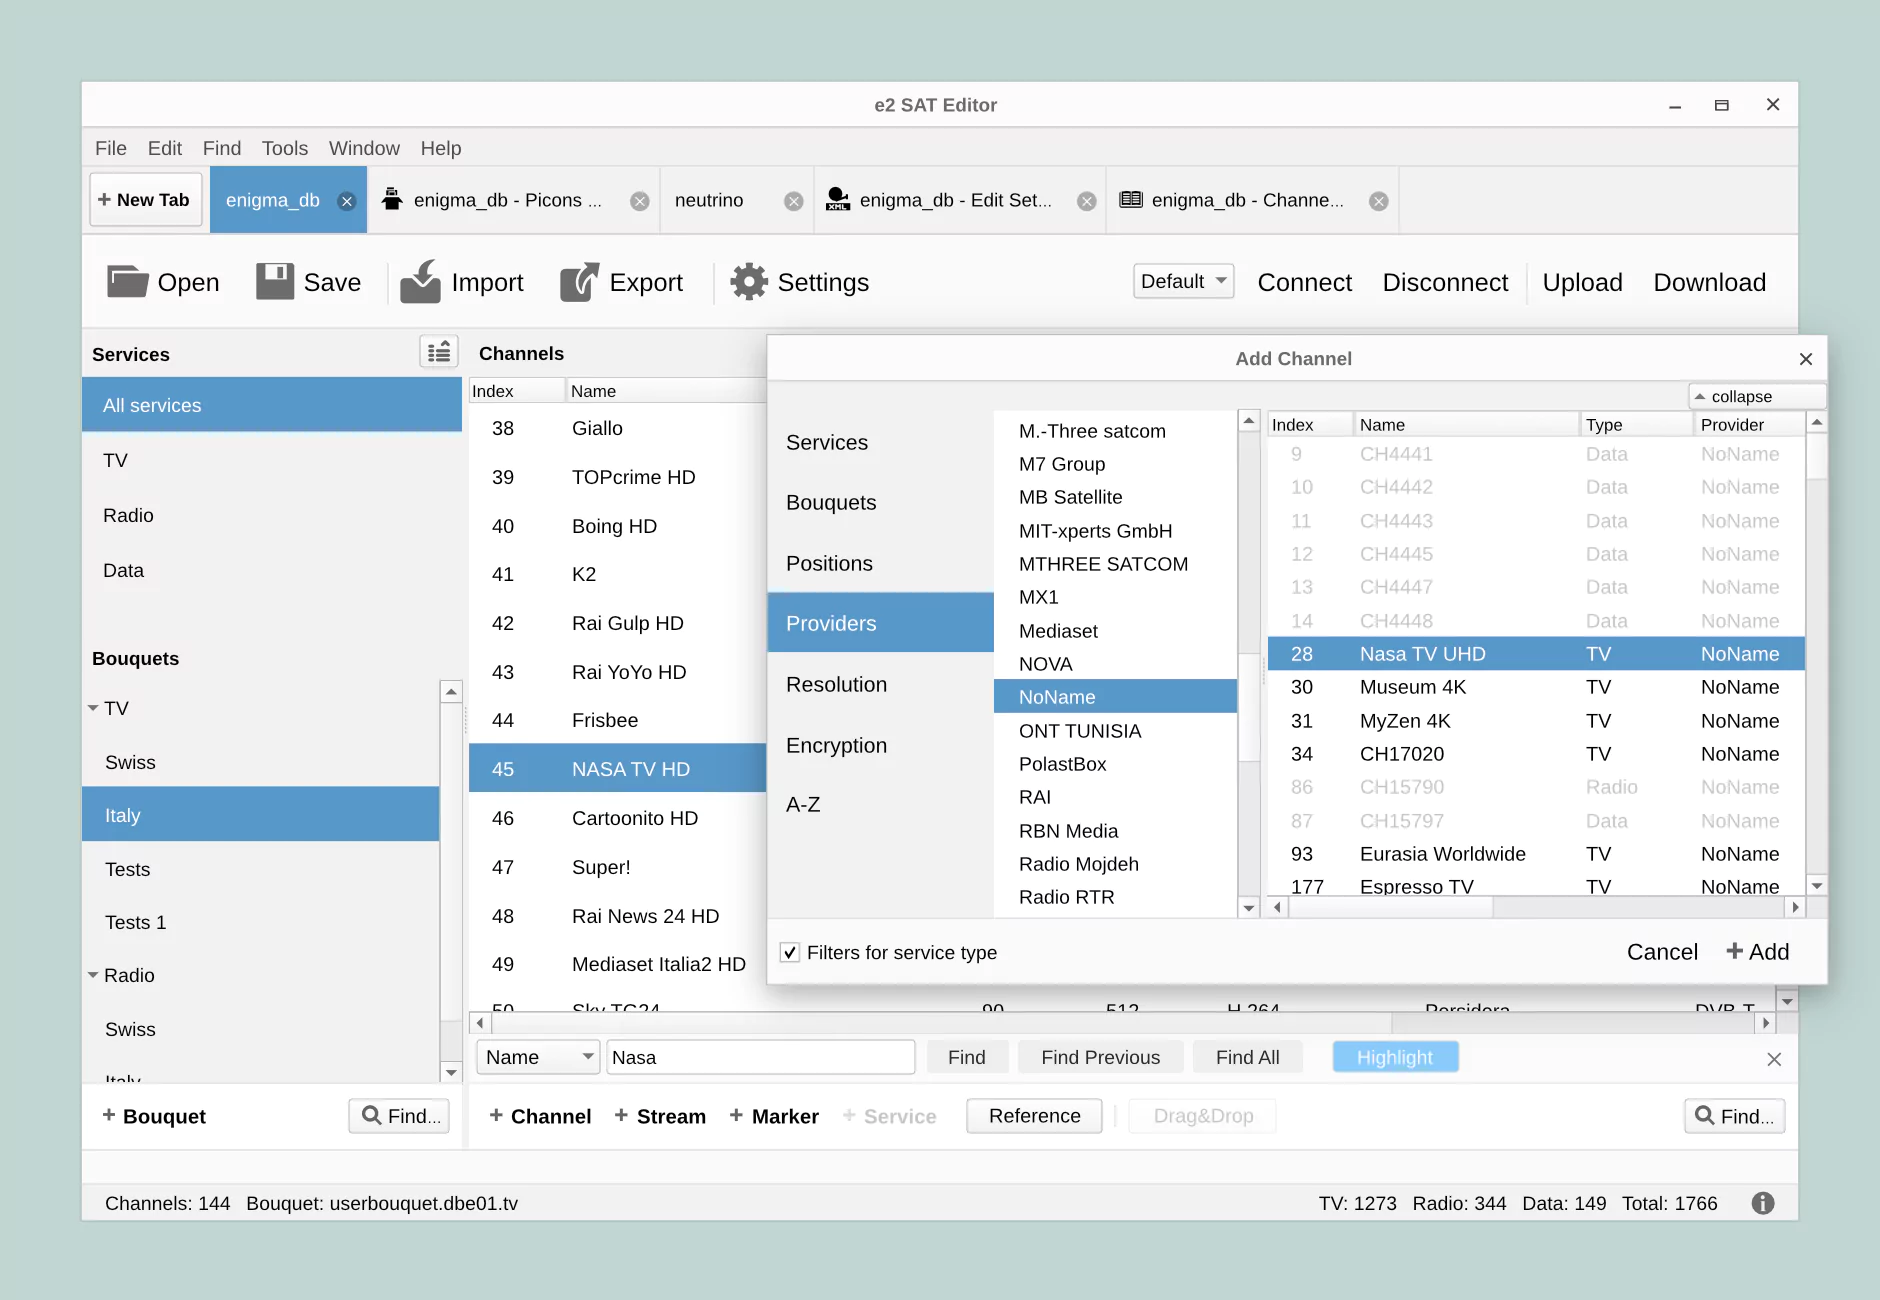 e2 SAT Editor
File Edit Find Tools Window Help
+ New Tab enigma_db enigma_db - Picons ... neutrino XML enigma_db - Edit Set... enigma_db - Channe...
Open Save Import Export Settings Default Connect Disconnect Upload Download
Services
All services
TV
Radio
Data
Bouquets
TV
Swiss
Italy
Tests
Tests 1
Radio
Swiss
Italy
+ Bouquet Find...
Channels
Index Name
38 Giallo
39 TOPcrime HD
40 Boing HD
41 K2
42 Rai Gulp HD
43 Rai YoYo HD
44 Frisbee
45 NASA TV HD
46 Cartoonito HD
47 Super!
48 Rai News 24 HD
49 Mediaset Italia2 HD
50 Sky TG24 90 512 H.264 Persidera DVB-T
Add Channel
collapse
Services
Bouquets
Positions
Providers
Resolution
Encryption
A-Z
M.-Three satcom
M7 Group
MB Satellite
MIT-xperts GmbH
MTHREE SATCOM
MX1
Mediaset
NOVA
NoName
ONT TUNISIA
PolastBox
RAI
RBN Media
Radio Mojdeh
Radio RTR
Index Name Type Provider
9 CH4441 Data NoName
10 CH4442 Data NoName
11 CH4443 Data NoName
12 CH4445 Data NoName
13 CH4447 Data NoName
14 CH4448 Data NoName
28 Nasa TV UHD TV NoName
30 Museum 4K TV NoName
31 MyZen 4K TV NoName
34 CH17020 TV NoName
86 CH15790 Radio NoName
87 CH15797 Data NoName
93 Eurasia Worldwide TV NoName
177 Espresso TV TV NoName
Filters for service type Cancel + Add
Name Nasa Find Find Previous Find All Highlight
+ Channel + Stream + Marker + Service Reference Drag&Drop Find...
Channels: 144 Bouquet: userbouquet.dbe01.tv TV: 1273 Radio: 344 Data: 149 Total: 1766